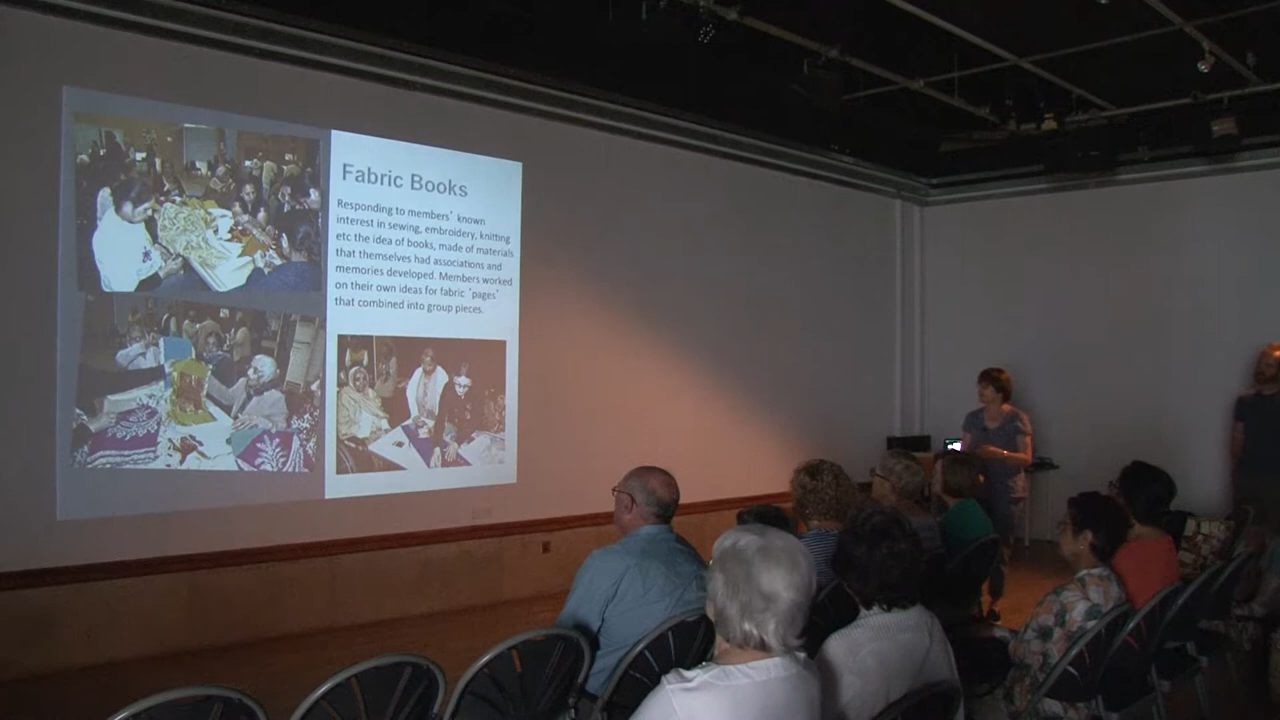 Fabric Books
Responding to members' known
interest in sewing, embroidery, knitting
etc the idea of books, made of materials
that themselves had associations and
memories developed. Members worked
on their own ideas for fabric 'pages'
that combined into group pieces.